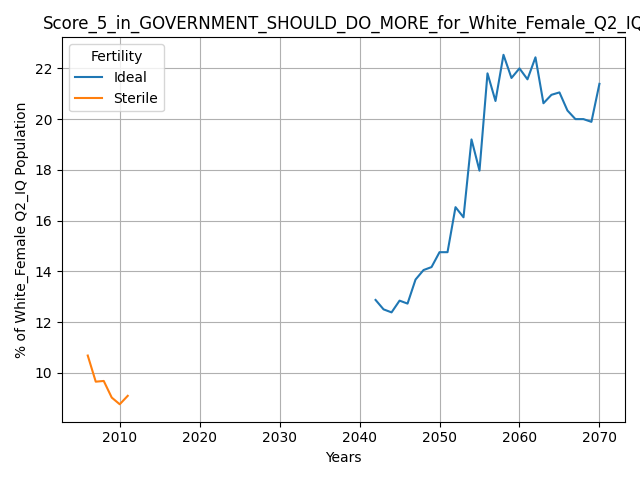 Score_5_in_GOVERNMENT_SHOULD_DO_MORE_for_White_Female_Q2_IQ
Fertility
Ideal
Sterile
% of White_Female Q2_IQ Population
22
20
18
16
14
12
10
2010 2020 2030 2040 2050 2060 2070
Years